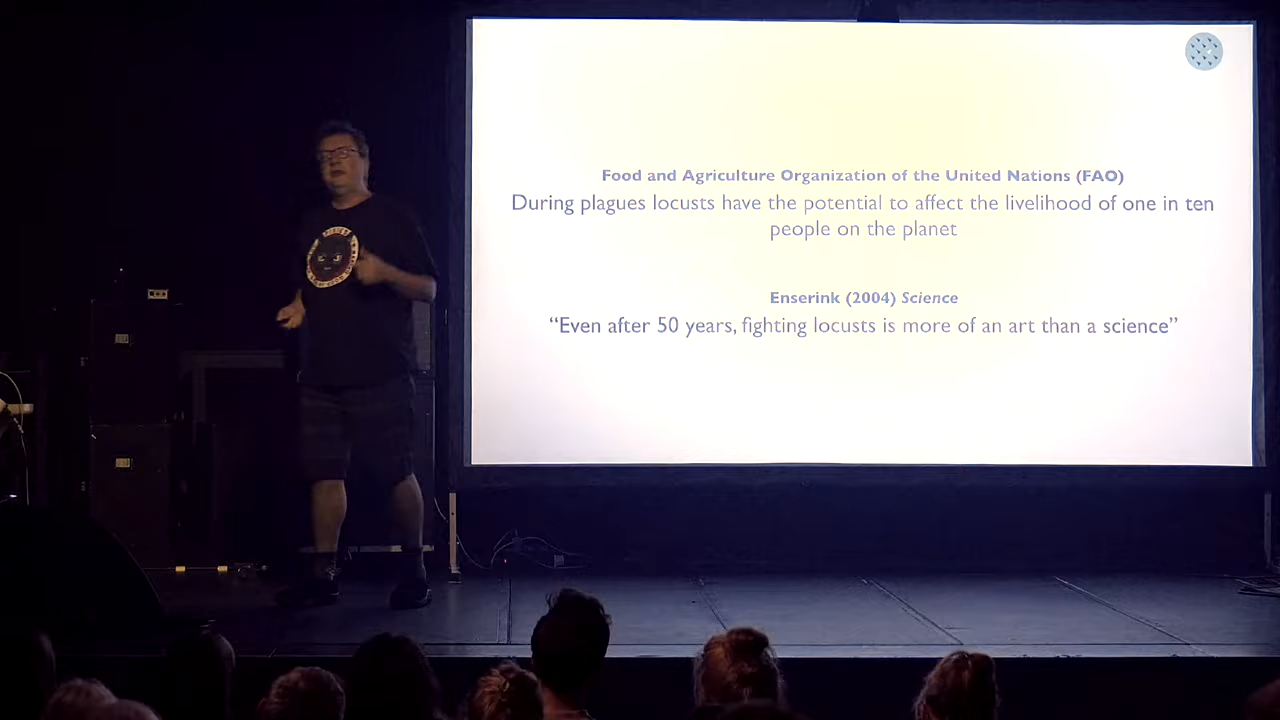 Food and Agriculture Organization of the United Nations (FAO)
During plagues locusts have the potential to affect the livelihood of one in ten
people on the planet
Enserink (2004) Science
“Even after 50 years, fighting locusts is more of an art than a science”